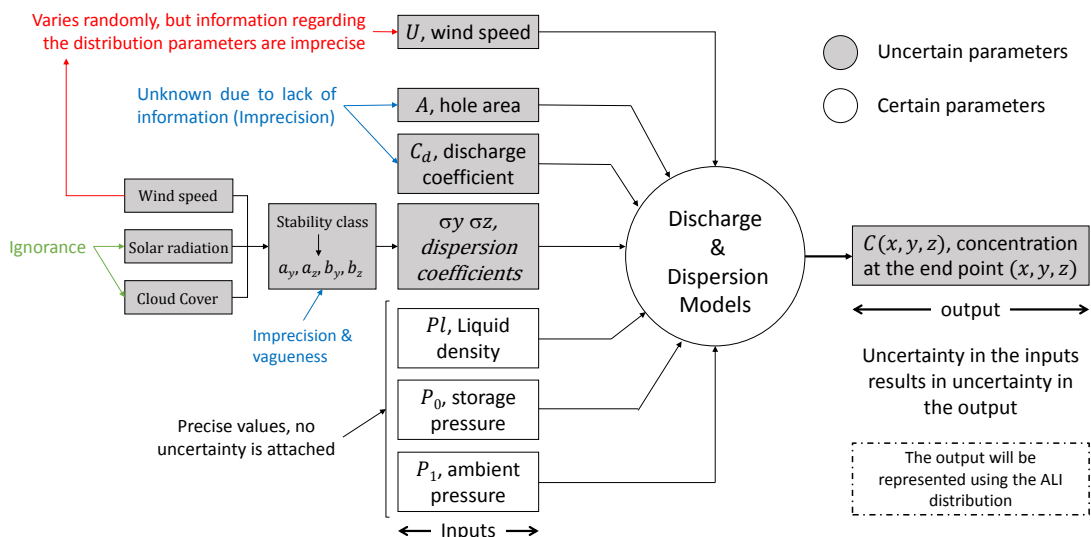 Varies randomly, but information regarding
the distribution parameters are imprecise
U, wind speed
Uncertain parameters
Certain parameters
Unknown due to lack of
information (Imprecision)
A, hole area
C_d, discharge
coefficient
Wind speed
Ignorance
Solar radiation
Cloud Cover
Stability class
a_y, a_z, b_y, b_z
Imprecision &
vagueness
σy σz,
dispersion
coefficients
Discharge
&
Dispersion
Models
C(x, y, z), concentration
at the end point (x, y, z)
output
Pl, Liquid
density
P_0, storage
pressure
Precise values, no
uncertainty is attached
P_1, ambient
pressure
Inputs
Uncertainty in the inputs
results in uncertainty in
the output
The output will be
represented using the ALI
distribution